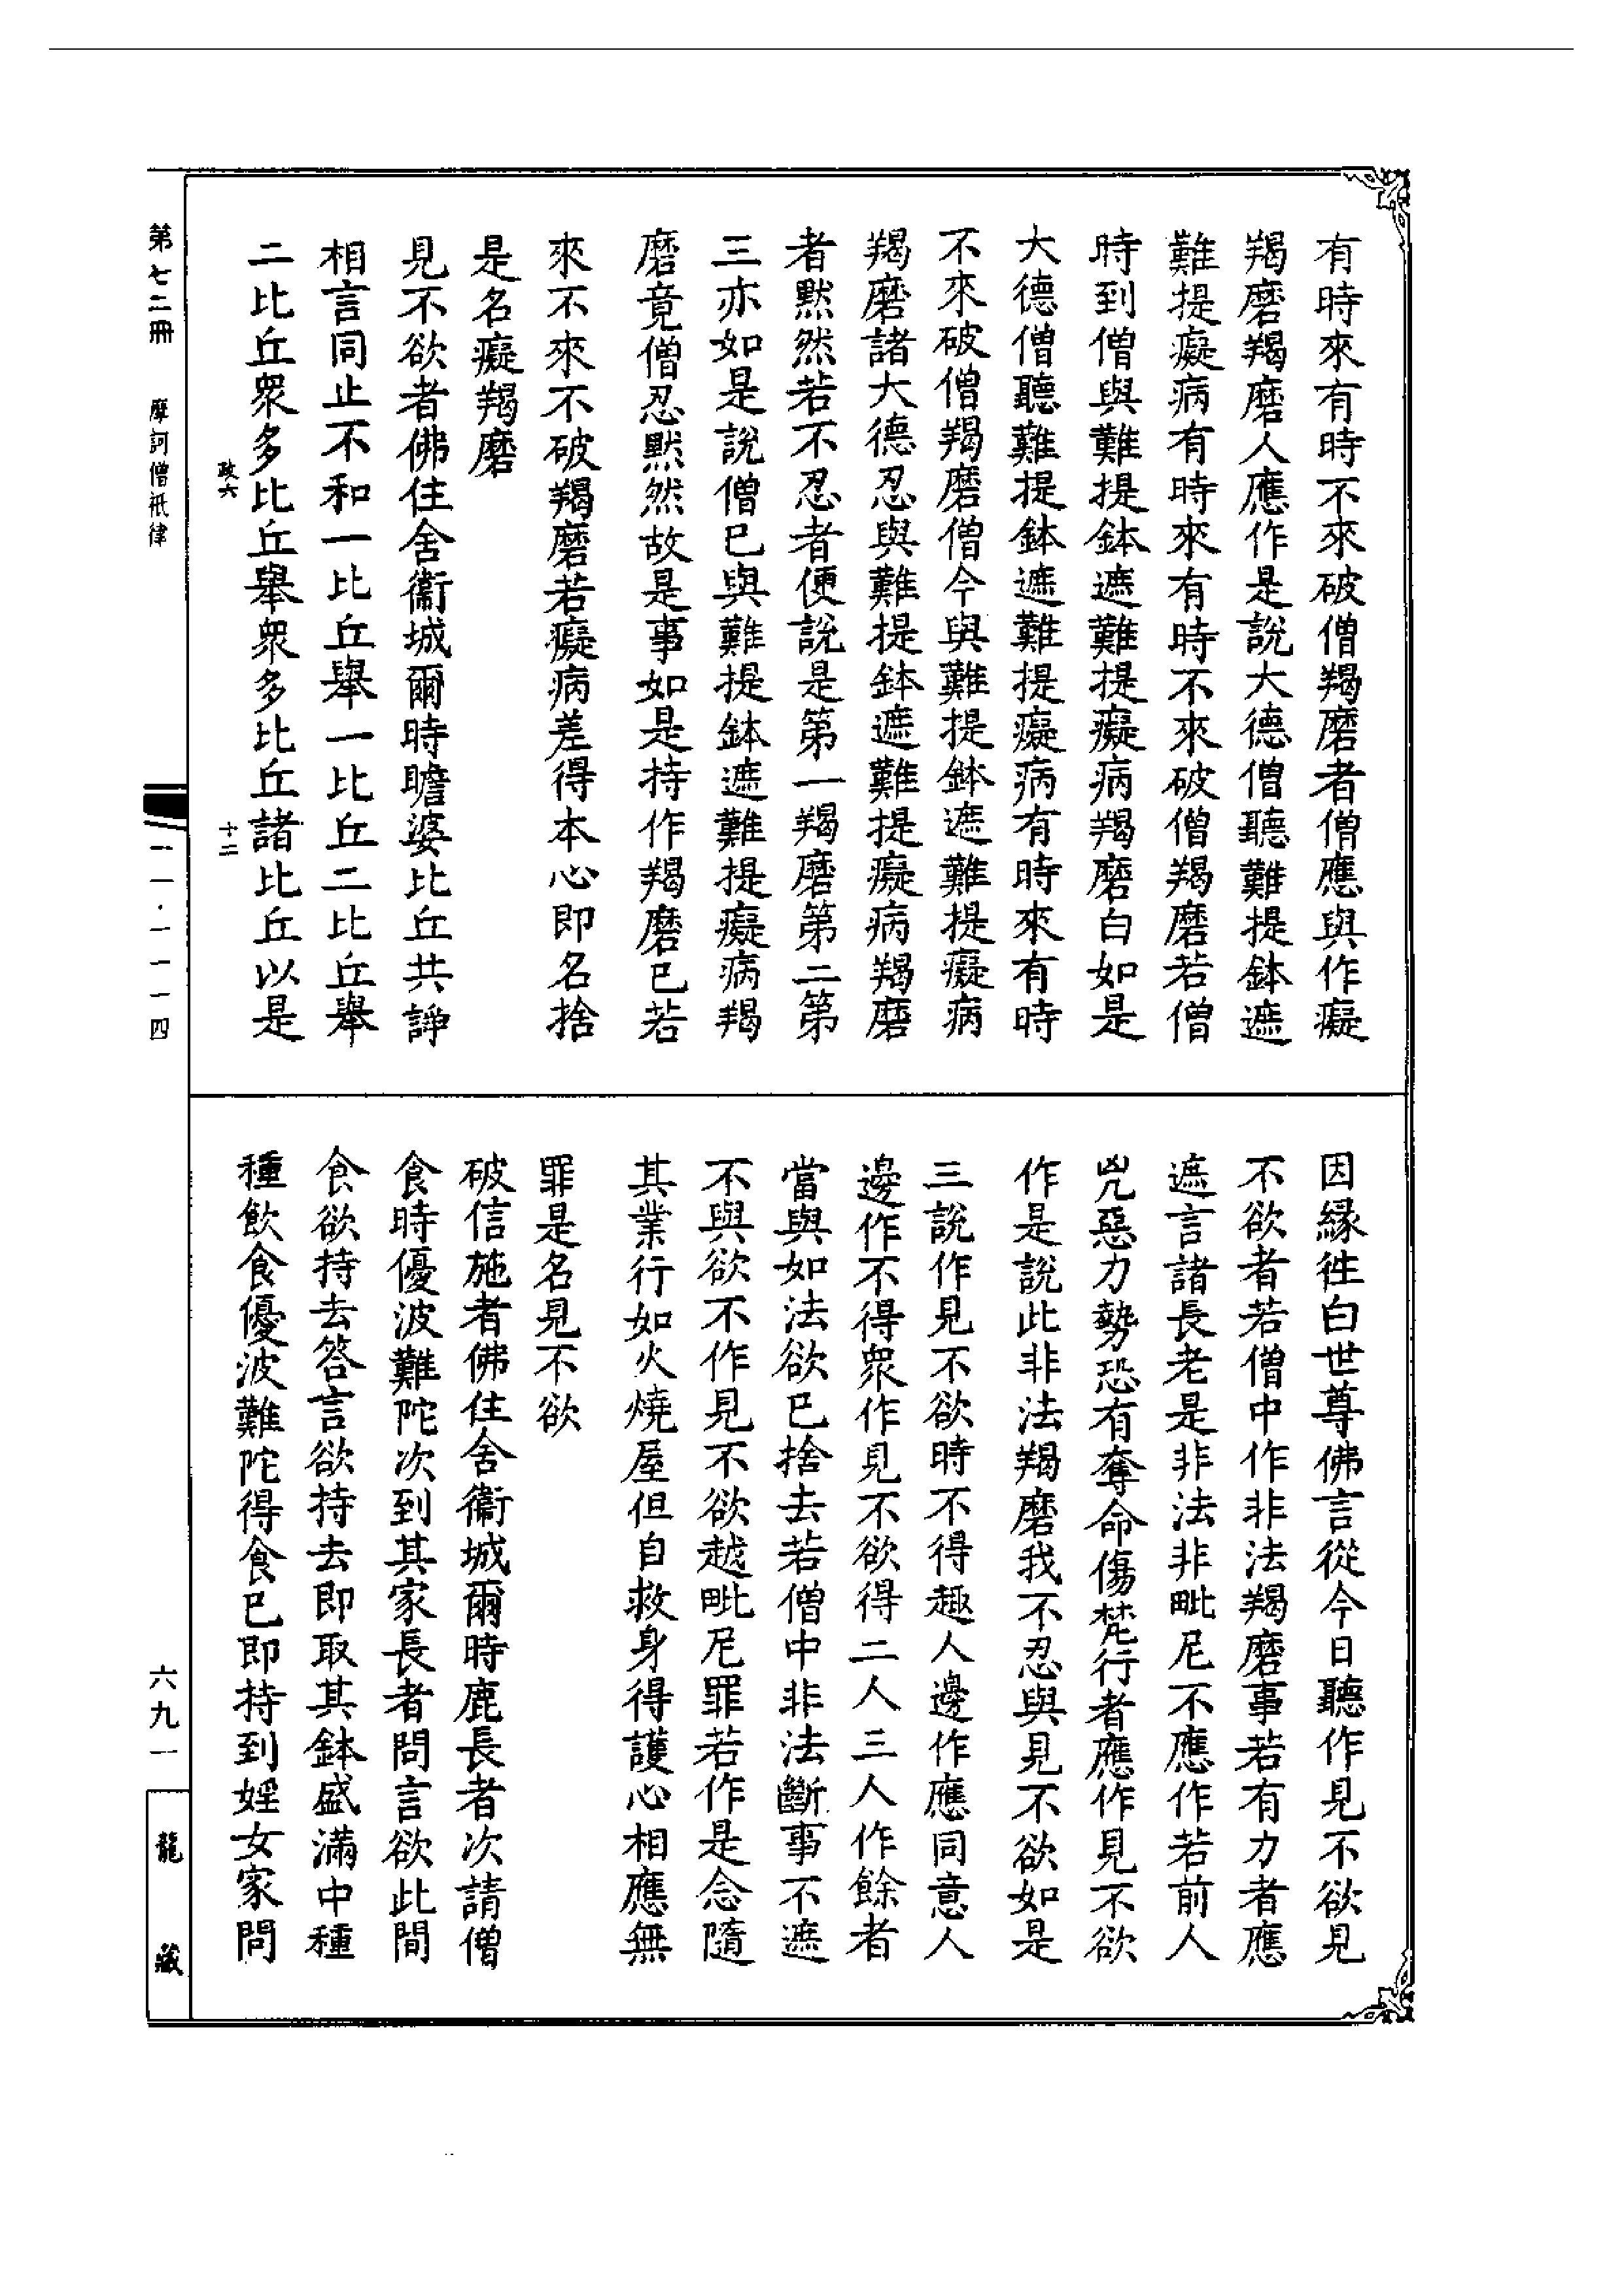 有時來有時不來破僧羯磨者僧應與作癡
羯磨羯磨人應作是說大德僧聽難提鉢遮
難提癡病有時來有時不來破僧羯磨若僧
時到僧與難提鉢遮難提癡病羯磨白如是
大德僧聽難提鉢遮難提癡病有時來有時
不來破僧羯磨僧今與難提鉢遮難提癡病
羯磨諸大德忍與難提鉢遮難提癡病羯磨
者黙然若不忍者便說是第一羯磨第二第
三亦如是說僧已與難提鉢遮難提癡病羯
磨竟僧忍黙然故是事如是持作羯磨已若
來不來不破羯磨若癡病差得本心即名捨
是名癡羯磨
見不欲者佛住舍衞城爾時瞻婆比丘共諍
相言同止不和一比丘舉一比丘二比丘舉
二比丘衆多比丘舉衆多比丘諸比丘以是
因縁徃白世尊佛言從今日聽作見不欲見
不欲者若僧中作非法羯磨事若有力者應
遮言諸長老是非法非毗尼不應作若前人
兇惡力勢恐有奪命傷梵行者應作見不欲
作是說此非法羯磨我不忍與見不欲如是
三說作見不欲時不得趣人邊作應同意人
邊作不得衆作見不欲得二人三人作餘者
當與如法欲已捨去若僧中非法斷事不遮
不與欲不作見不欲越毗尼罪若作是念隨
其業行如火燒屋但自救身得護心相應無
罪是名見不欲
破信施者佛住舍衞城爾時鹿長者次請僧
食時優波難陀次到其家長者問言欲此間
食欲持去答言欲持去即取其鉢盛滿中種
種飲食優波難陀得食已即持到婬女家問
政六
十二
第七二冊
摩訶僧祇律
一一·一一一四
六九一
龍藏